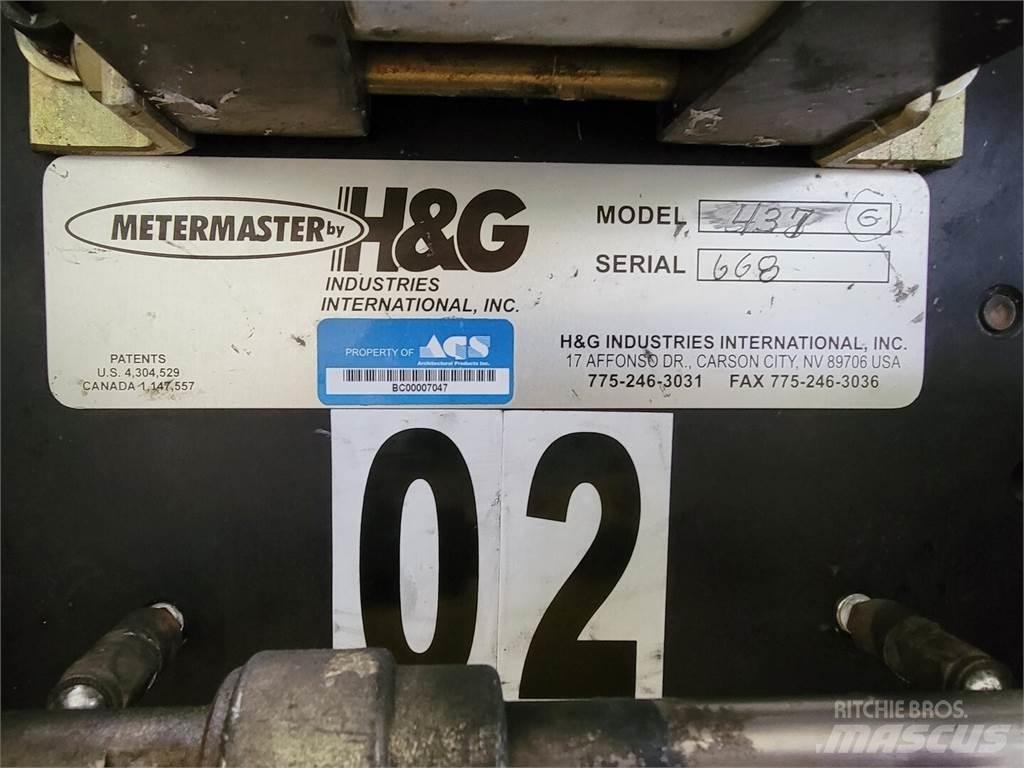 METERMASTER by H&G
INDUSTRIES
INTERNATIONAL, INC.
MODEL 437 G
SERIAL 668
PATENTS
U.S. 4,304,529
CANADA 1,147,557
PROPERTY OF AGS
Architectural Products Inc.
BC00007047
H&G INDUSTRIES INTERNATIONAL, INC.
17 AFFONSO DR., CARSON CITY, NV 89706 USA
775-246-3031 FAX 775-246-3036
02
RITCHIE BROS.
MASCUS